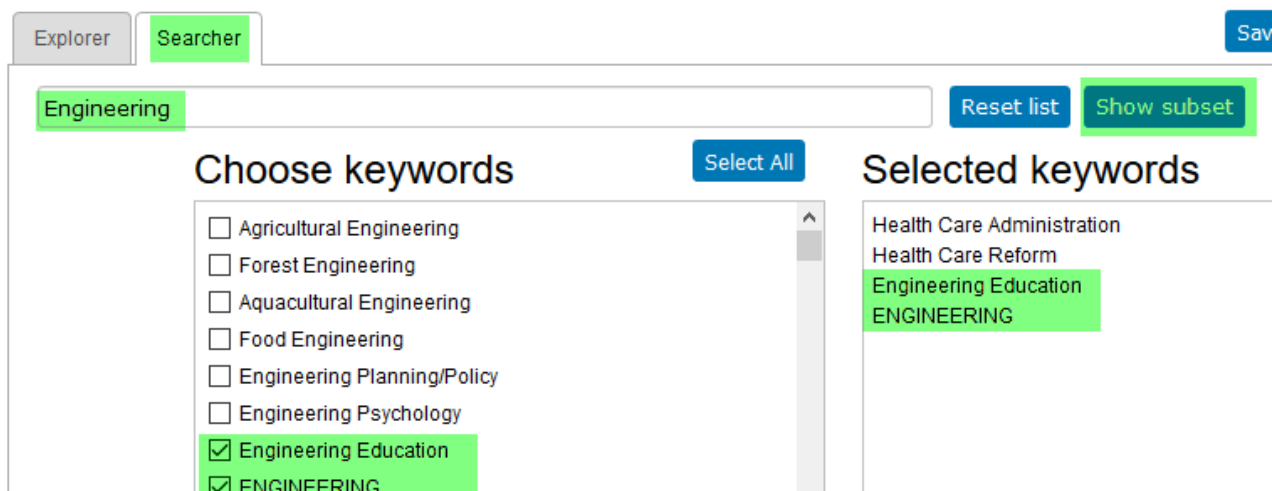 Explorer
Searcher
Sav
Engineering
Reset list
Show subset
Choose keywords
Select All
Agricultural Engineering
Forest Engineering
Aquacultural Engineering
Food Engineering
Engineering Planning/Policy
Engineering Psychology
Engineering Education
ENGINEERING
Selected keywords
Health Care Administration
Health Care Reform
Engineering Education
ENGINEERING